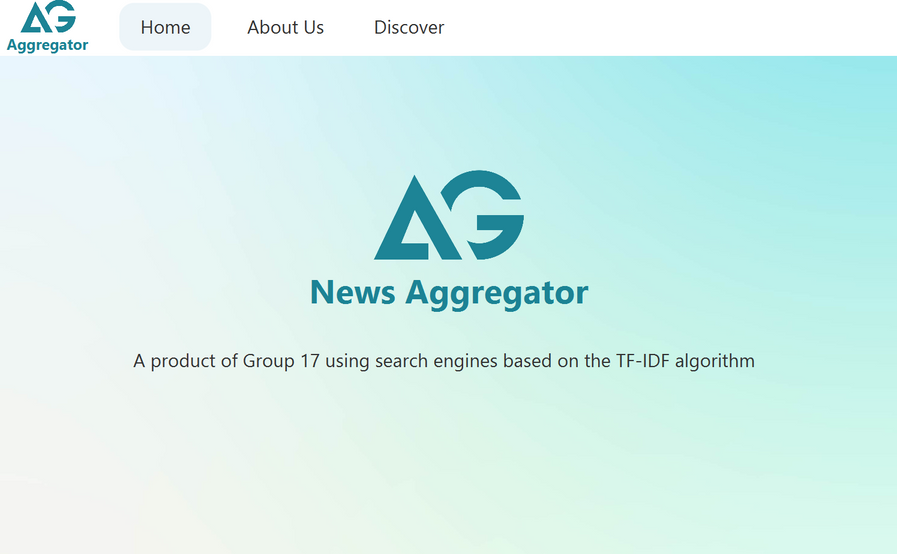 AG
Aggregator
Home About Us Discover
AG
News Aggregator
A product of Group 17 using search engines based on the TF-IDF algorithm